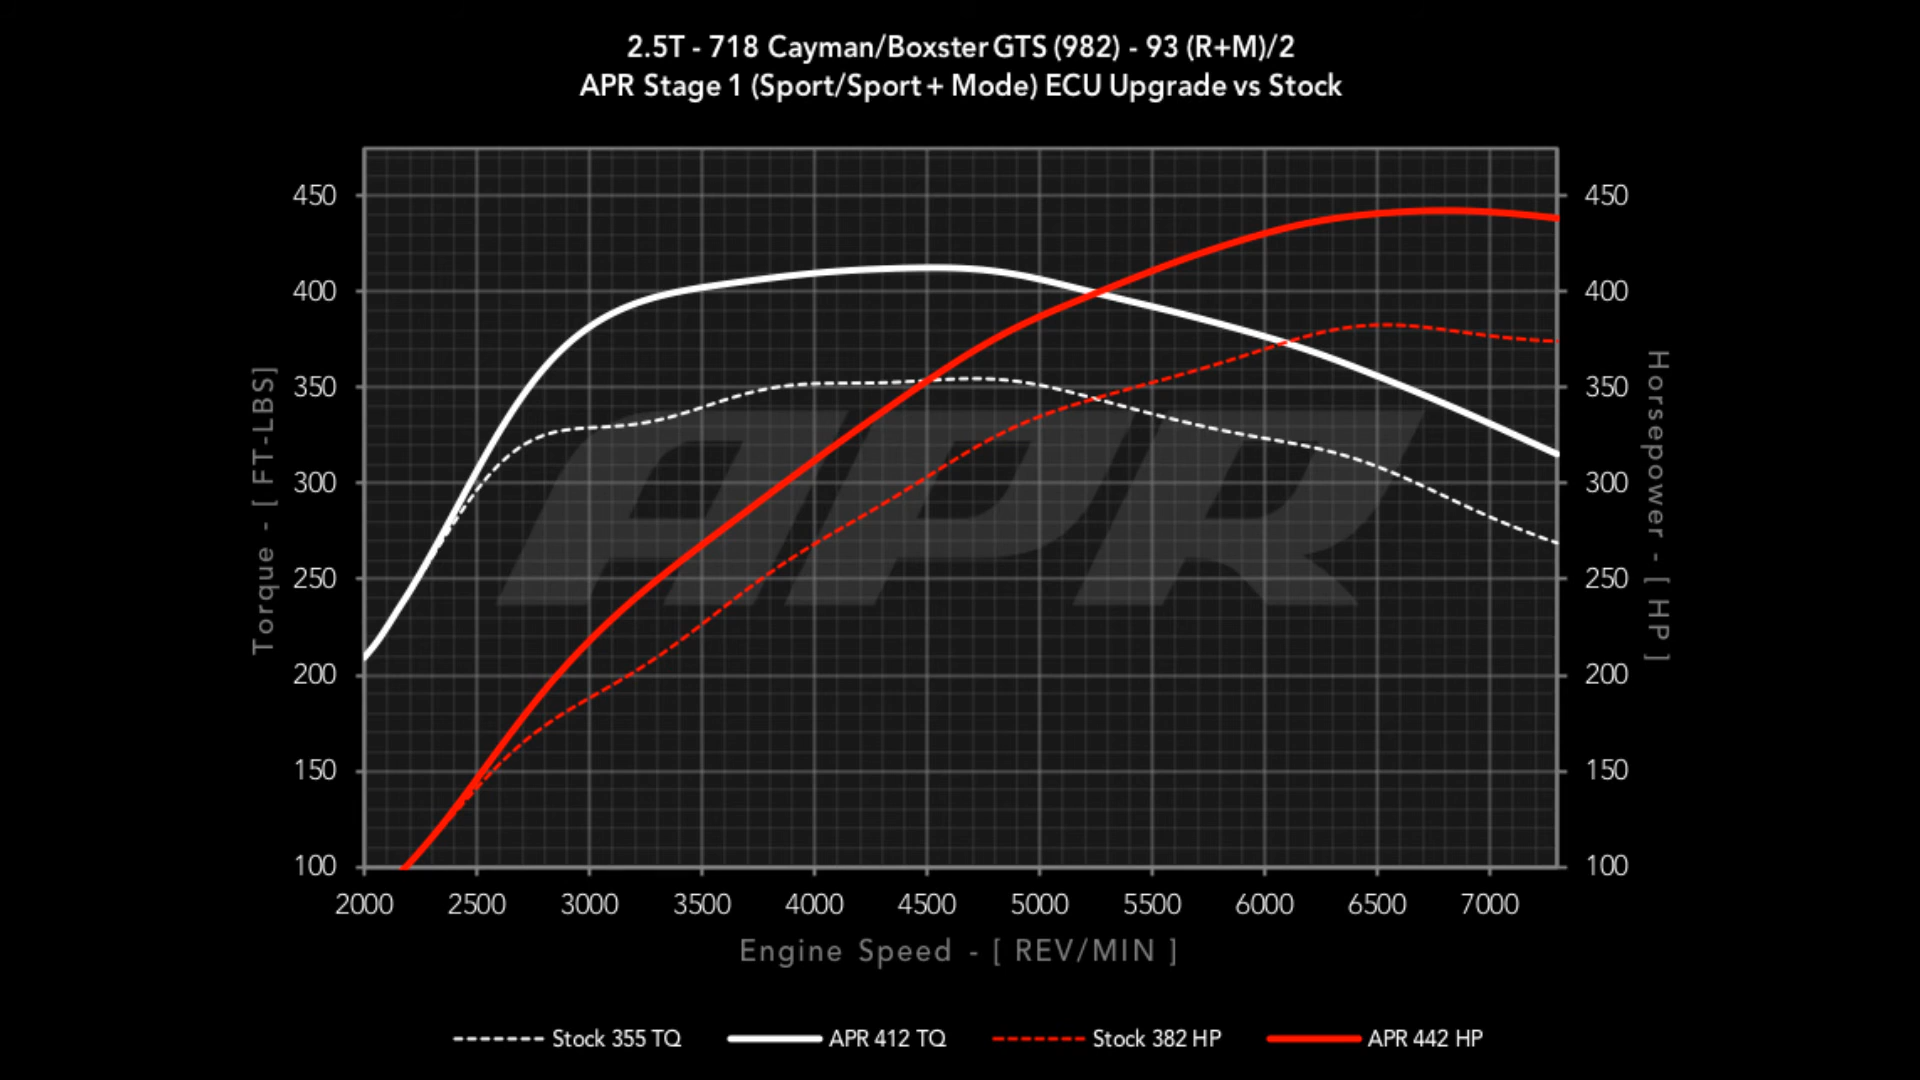 2.5T - 718 Cayman/Boxster GTS (982) - 93 (R+M)/2
APR Stage 1 (Sport/Sport + Mode) ECU Upgrade vs Stock
450
400
350
300
250
200
150
100
Torque - [ FT-LBS]
APR
450
400
350
300
250
200
150
100
Horsepower - [ HP ]
2000 2500 3000 3500 4000 4500 5000 5500 6000 6500 7000
Engine Speed - [ REV/MIN ]
Stock 355 TQ APR 412 TQ Stock 382 HP APR 442 HP